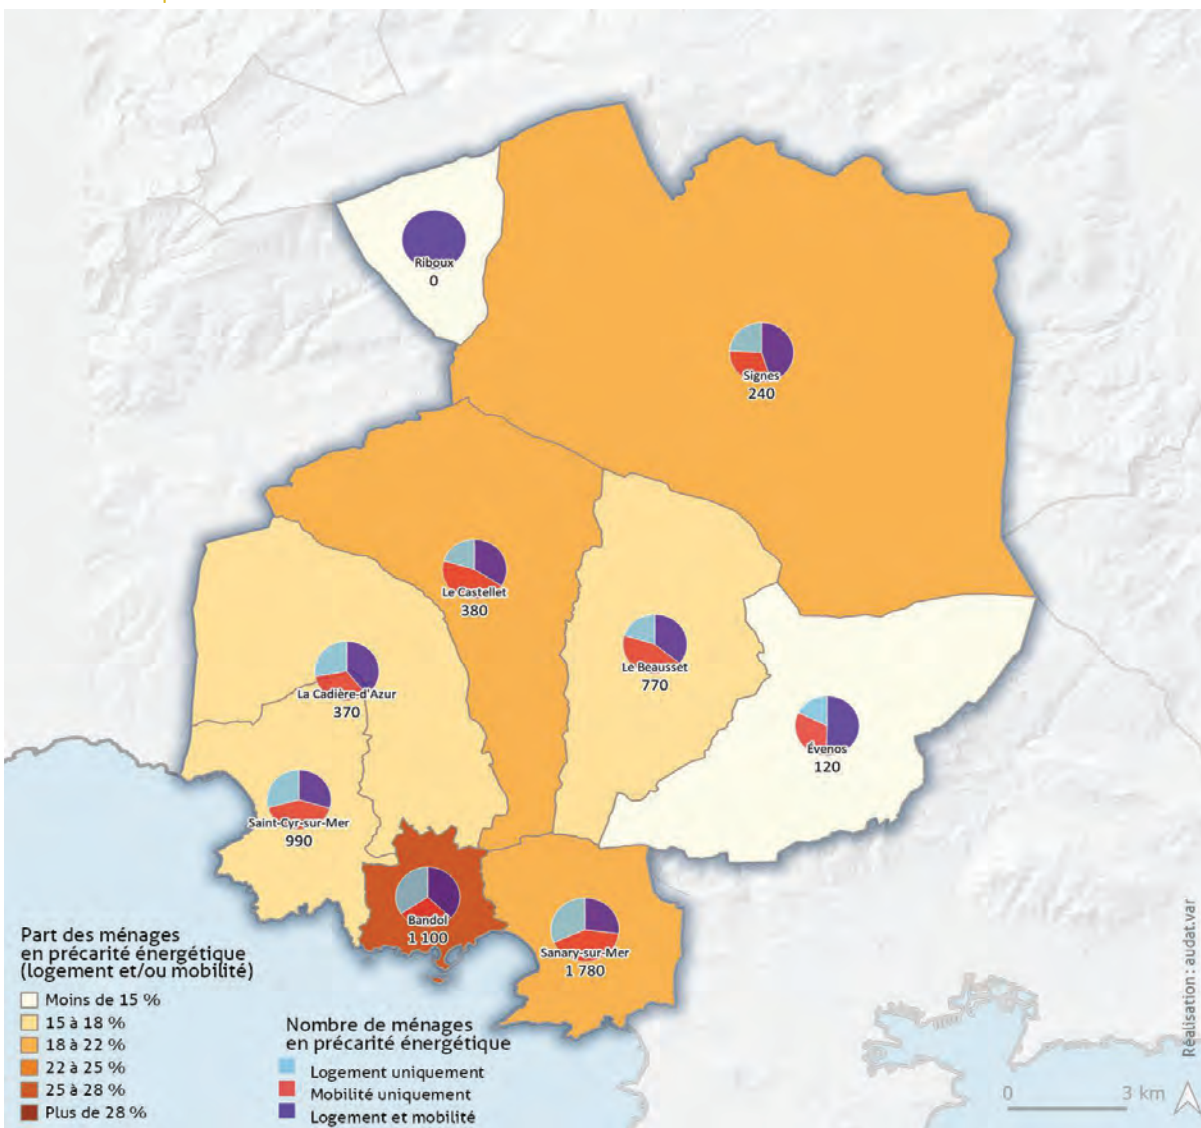 Riboux
0
Signes
240
Le Castellet
380
Le Beausset
770
La Cadière-d'Azur
370
Évenos
120
Saint-Cyr-sur-Mer
990
Bandol
1 100
Sanary-sur-Mer
1 780
Part des ménages
en précarité énergétique
(logement et/ou mobilité)
Moins de 15 %
15 à 18 %
18 à 22 %
22 à 25 %
25 à 28 %
Plus de 28 %
Nombre de ménages
en précarité énergétique
Logement uniquement
Mobilité uniquement
Logement et mobilité
0 3 km
Réalisation : audat.var